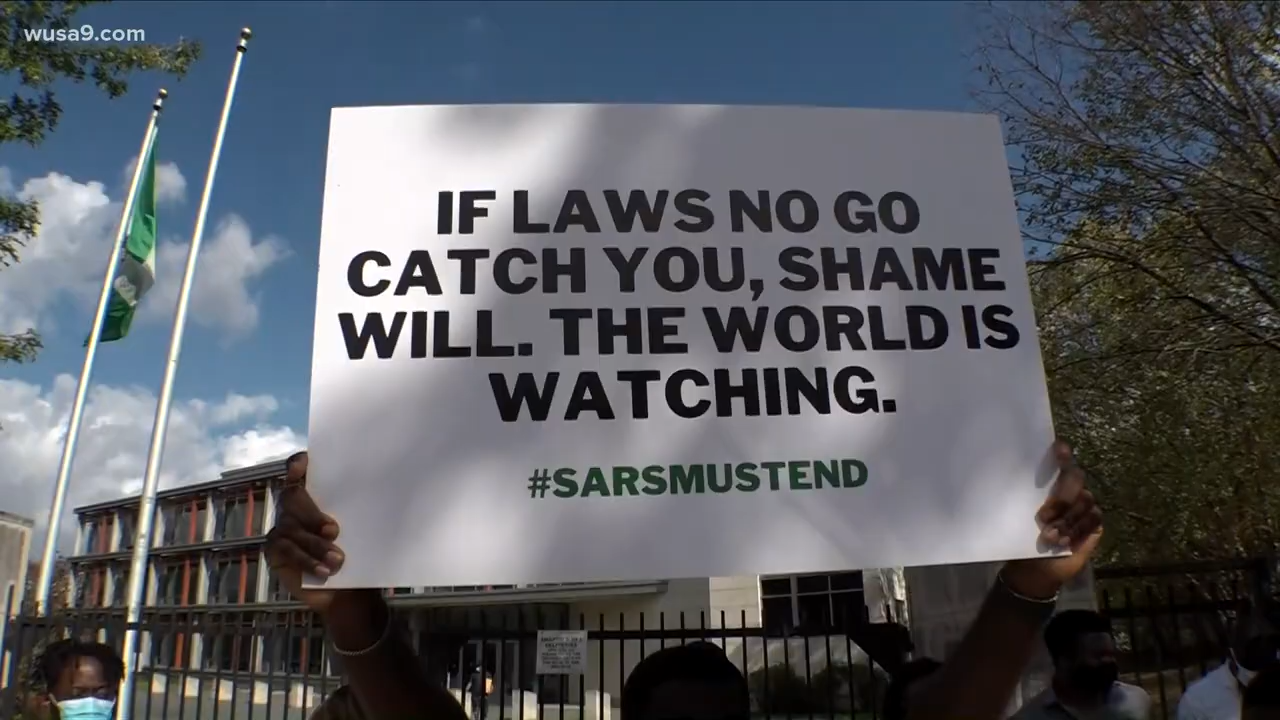 wusa9.com
IF LAWS NO GO
CATCH YOU, SHAME
WILL. THE WORLD IS
WATCHING.
#SARSMUSTEND